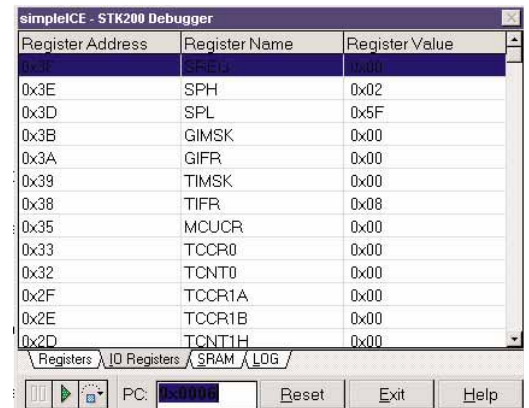 simpleICE - STK200 Debugger
Register Address Register Name Register Value
0x3F SREG 0x00
0x3E SPH 0x02
0x3D SPL 0x5F
0x3B GIMSK 0x00
0x3A GIFR 0x00
0x39 TIMSK 0x00
0x38 TIFR 0x08
0x35 MCUCR 0x00
0x33 TCCR0 0x00
0x32 TCNT0 0x00
0x2F TCCR1A 0x00
0x2E TCCR1B 0x00
0x2D TCNT1H 0x00
Registers IO Registers SRAM LOG
PC: 0x0006 Reset Exit Help